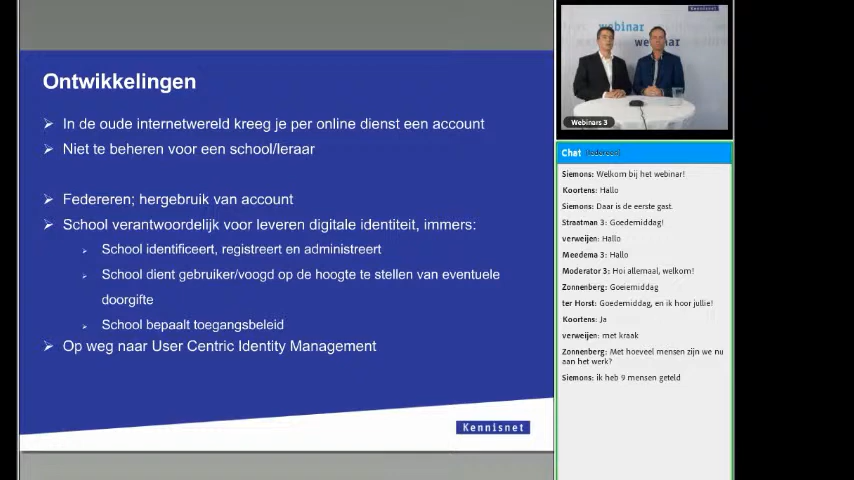 Ontwikkelingen
In de oude internetwereld kreeg je per online dienst een account
Niet te beheren voor een school/leraar
Federeren; hergebruik van account
School verantwoordelijk voor leveren digitale identiteit, immers:
School identificeert, registreert en administreert
School dient gebruiker/voogd op de hoogte te stellen van eventuele
doorgifte
School bepaalt toegangsbeleid
Op weg naar User Centric Identity Management
Kennisnet
Kennisnet
webinar
webinar
Webinars 3
Chat (Iedereen)
Siemons: Welkom bij het webinar!
Koortens: Hallo
Siemons: Daar is de eerste gast.
Straatman 3: Goedemiddag!
verweijen: Hallo
Meedema 3: Hallo
Moderator 3: Hoi allemaal, welkom!
Zonnenberg: Goeiemiddag
ter Horst: Goedemiddag, en ik hoor jullie!
Koortens: Ja
verweijen: met kraak
Zonnenberg: Met hoeveel mensen zijn we nu
aan het werk?
Siemons: ik heb 9 mensen geteld